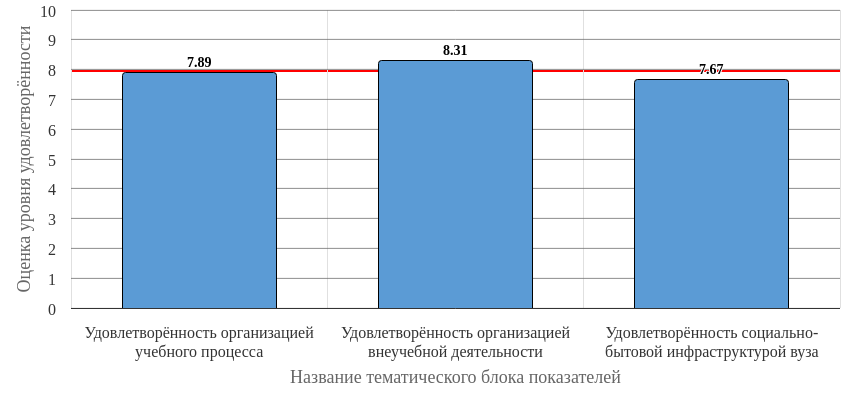 Оценка уровня удовлетворённости
10
9
8
7
6
5
4
3
2
1
0
7.89
8.31
7.67
Удовлетворённость организацией
учебного процесса
Удовлетворённость организацией
внеучебной деятельности
Удовлетворённость социально-
бытовой инфраструктурой вуза
Название тематического блока показателей